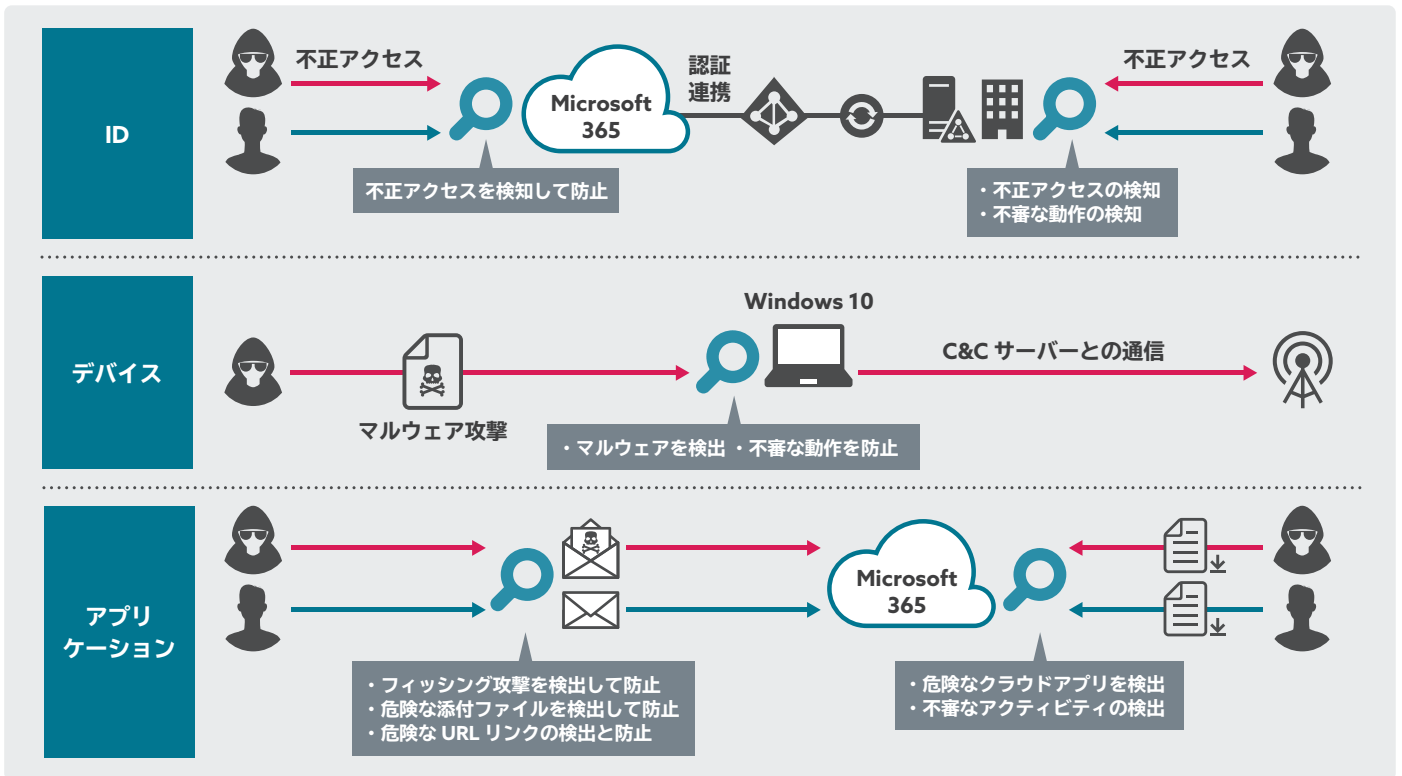 ID
不正アクセス
Microsoft
365
認証
連携
不正アクセス
不正アクセスを検知して防止
・不正アクセスの検知
・不審な動作の検知
デバイス
マルウェア攻撃
Windows 10
C&C サーバーとの通信
・マルウェアを検出 ・不審な動作を防止
アプリ
ケーション
Microsoft
365
・フィッシング攻撃を検出して防止
・危険な添付ファイルを検出して防止
・危険な URL リンクの検出と防止
・危険なクラウドアプリを検出
・不審なアクティビティの検出